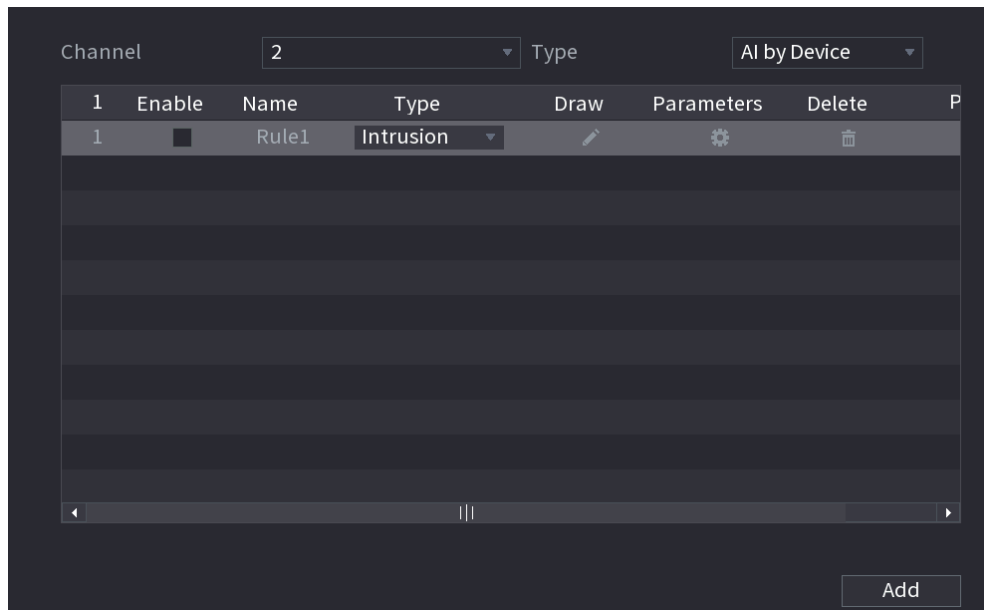 Channel 2 Type AI by Device
1 Enable Name Type Draw Parameters Delete P
1 Rule1 Intrusion
Add